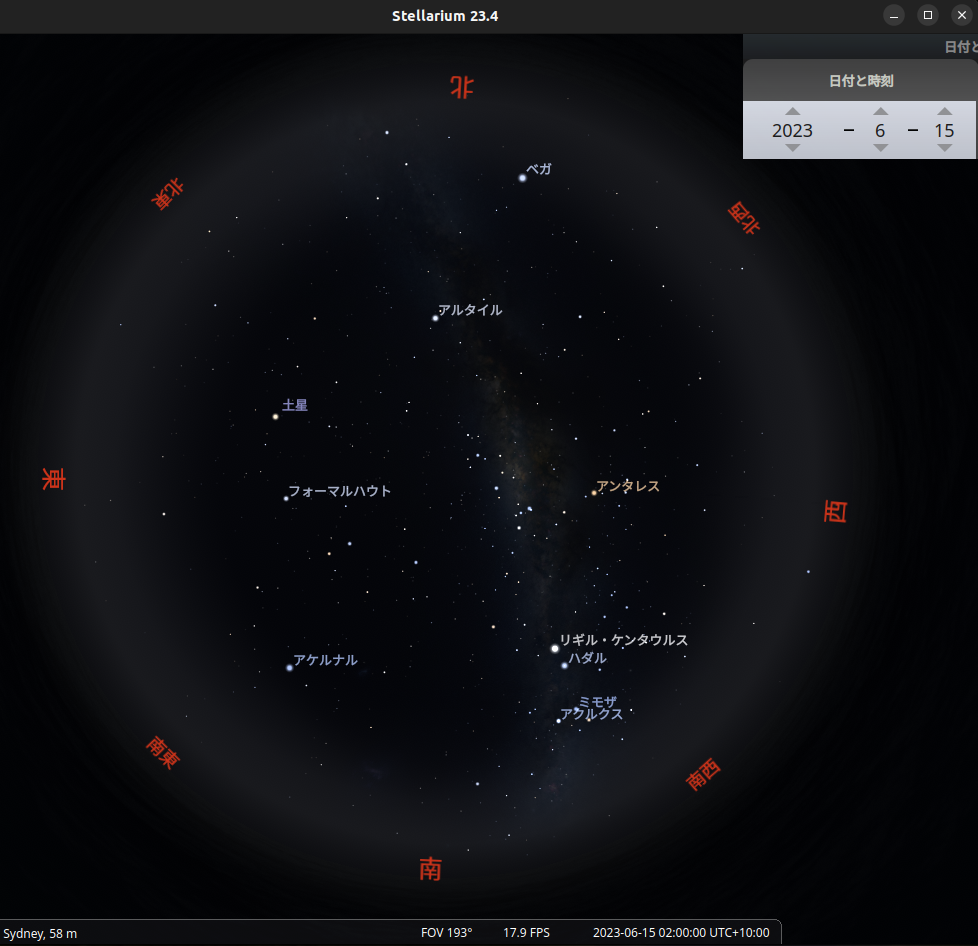 Stellarium 23.4
日付と
日付と時刻
2023 - 6 - 15
北
北東
北西
ベガ
アルタイル
土星
東
フォーマルハウト
アンタレス
西
リギル・ケンタウルス
ハダル
アケルナル
ミモザ
アクルクス
南東
南西
南
Sydney, 58 m
FOV 193°
17.9 FPS
2023-06-15 02:00:00 UTC+10:00